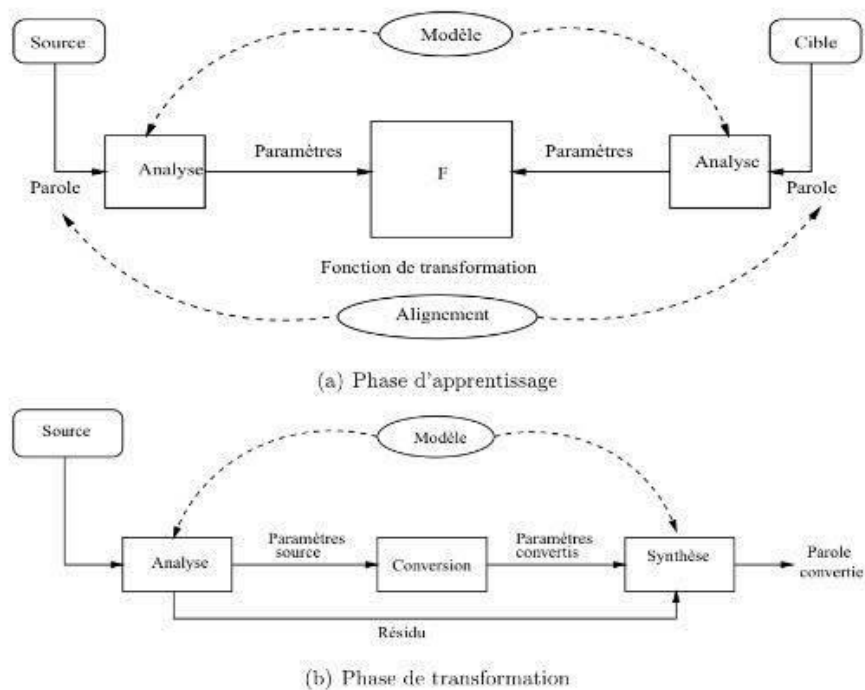 Source
Modèle
Cible
Analyse
Paramètres
F
Paramètres
Analyse
Parole
Parole
Fonction de transformation
Alignement
(a) Phase d'apprentissage
Source
Modèle
Analyse
Paramètres
source
Conversion
Paramètres
convertis
Synthèse
Parole
convertie
Résidu
(b) Phase de transformation